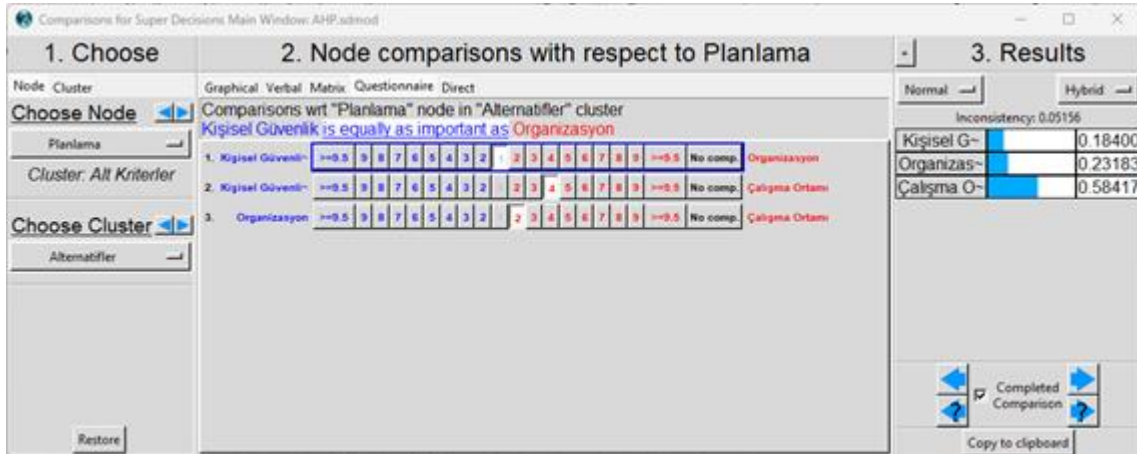 Comparisons for Super Decisions Main Window: AHP.sdmod
1. Choose
Node Cluster
Choose Node
Planlama
Cluster: Alt Kriterler
Choose Cluster
Alternatifler
Restore
2. Node comparisons with respect to Planlama
Graphical Verbal Matrix Questionnaire Direct
Comparisons wrt "Planlama" node in "Alternatifler" cluster
Kişisel Güvenlik is equally as important as Organizasyon
1. Kişisel Güvenli~ >=9.5 9 8 7 6 5 4 3 2 1 2 3 4 5 6 7 8 9 >=9.5 No comp. Organizasyon
2. Kişisel Güvenli~ >=9.5 9 8 7 6 5 4 3 2 2 3 4 5 6 7 8 9 >=9.5 No comp. Çalışma Ortamı
3. Organizasyon >=9.5 9 8 7 6 5 4 3 2 2 3 4 5 6 7 8 9 >=9.5 No comp. Çalışma Ortamı
- 3. Results
Normal Hybrid
Inconsistency: 0.05156
Kişisel G~ 0.18400
Organizas~ 0.23183
Çalışma O~ 0.58417
Completed
Comparison
? ?
Copy to clipboard